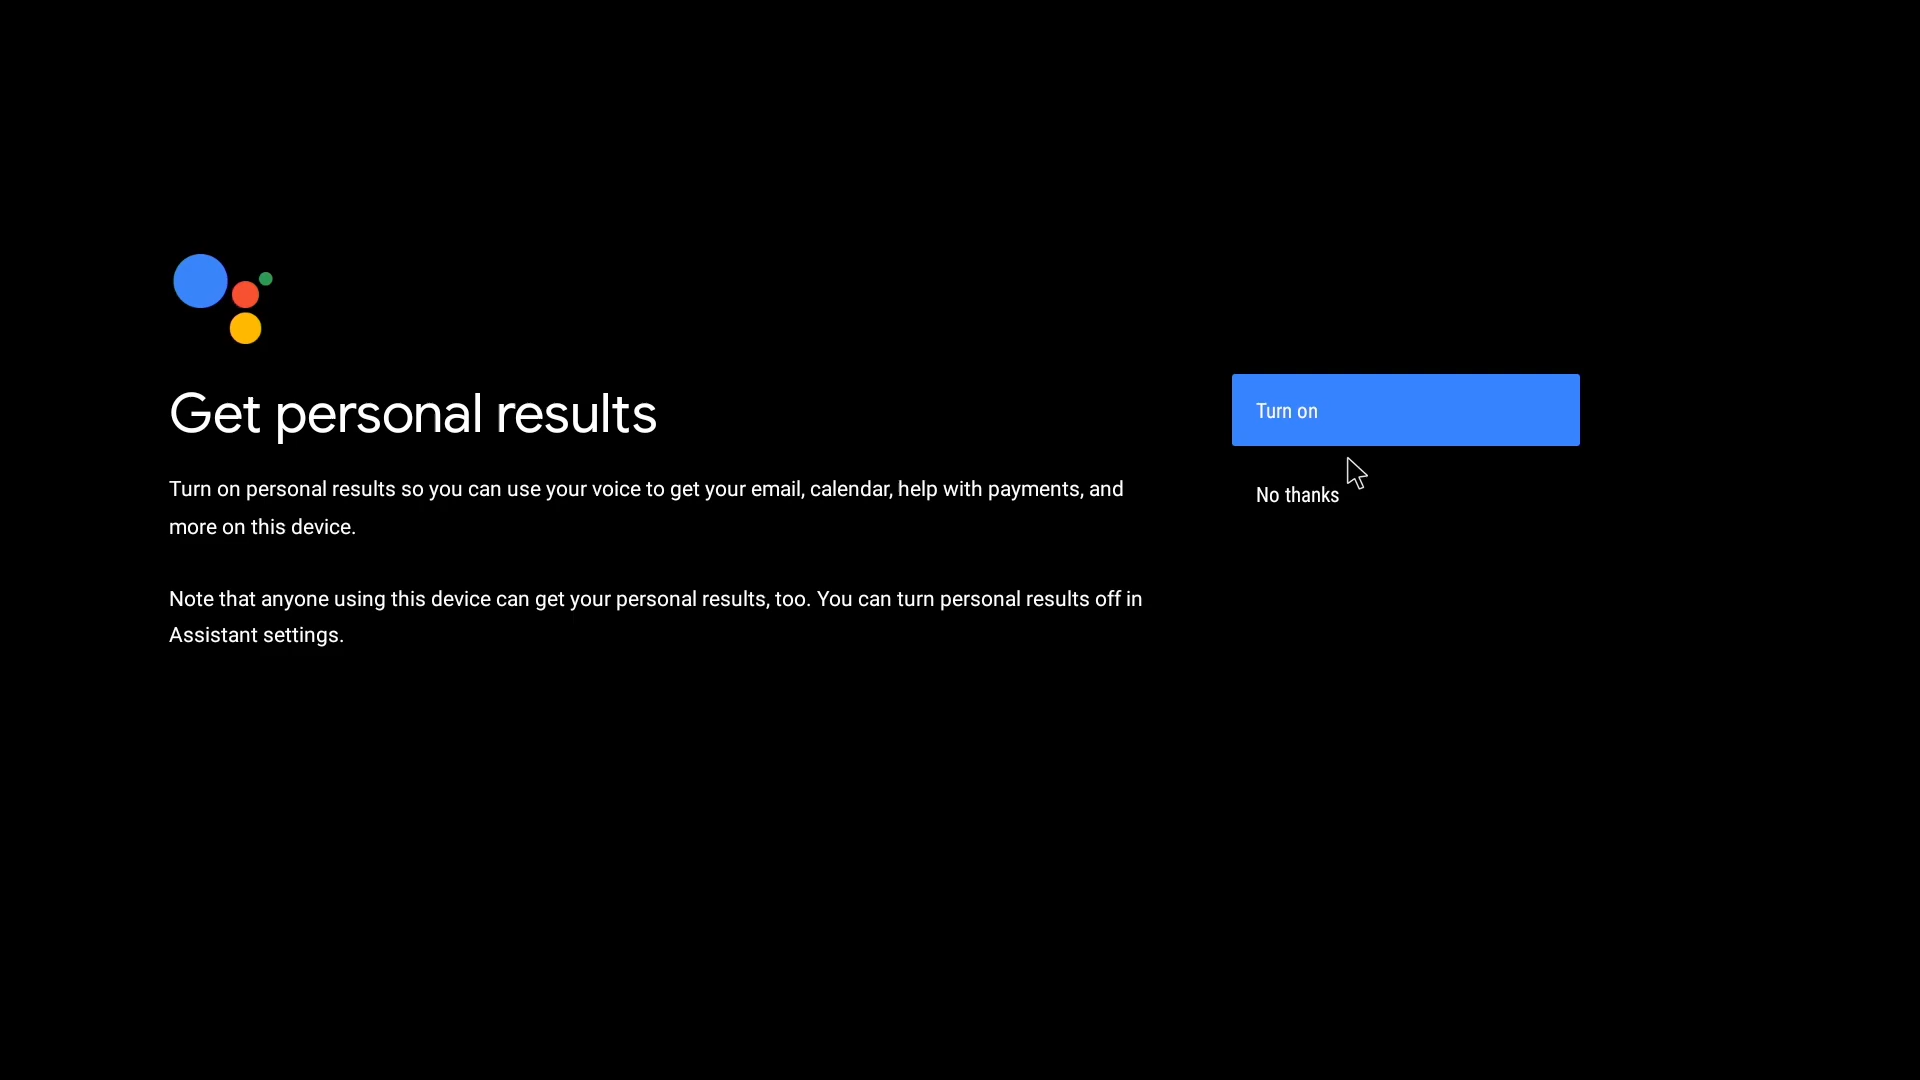 Get personal results
Turn on personal results so you can use your voice to get your email, calendar, help with payments, and
more on this device.
Note that anyone using this device can get your personal results, too. You can turn personal results off in
Assistant settings.
Turn on
No thanks